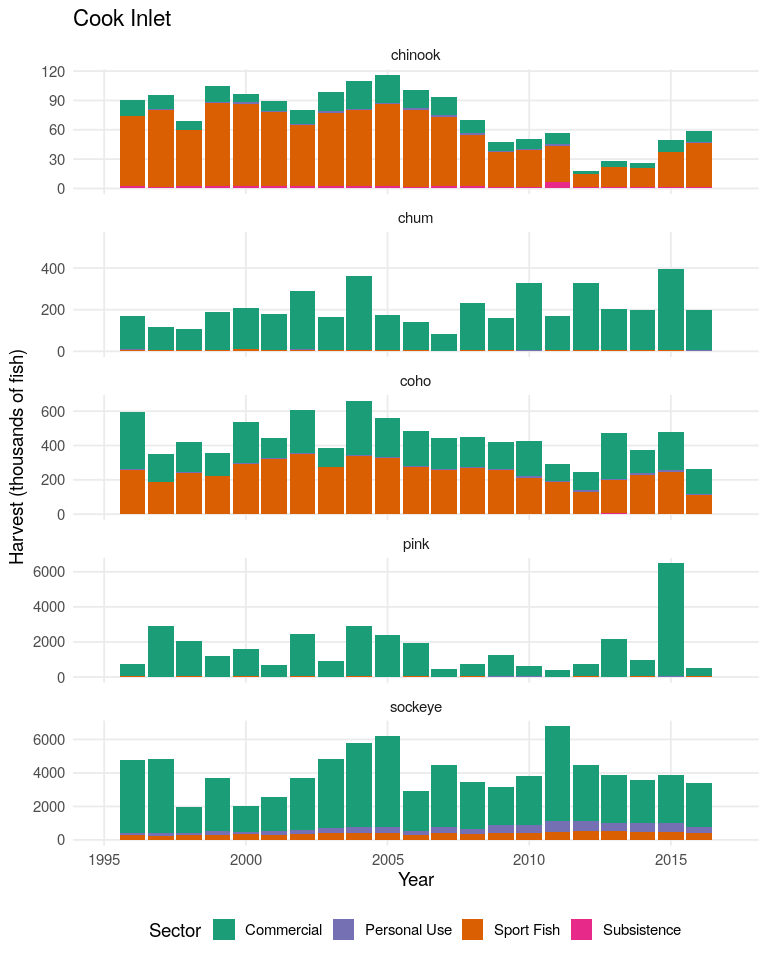 Cook Inlet
chinook
120
90
60
30
0
chum
400
200
0
coho
600
400
200
0
pink
6000
4000
2000
0
sockeye
6000
4000
2000
0
1995 2000 2005 2010 2015
Year
Harvest (thousands of fish)
Sector Commercial Personal Use Sport Fish Subsistence